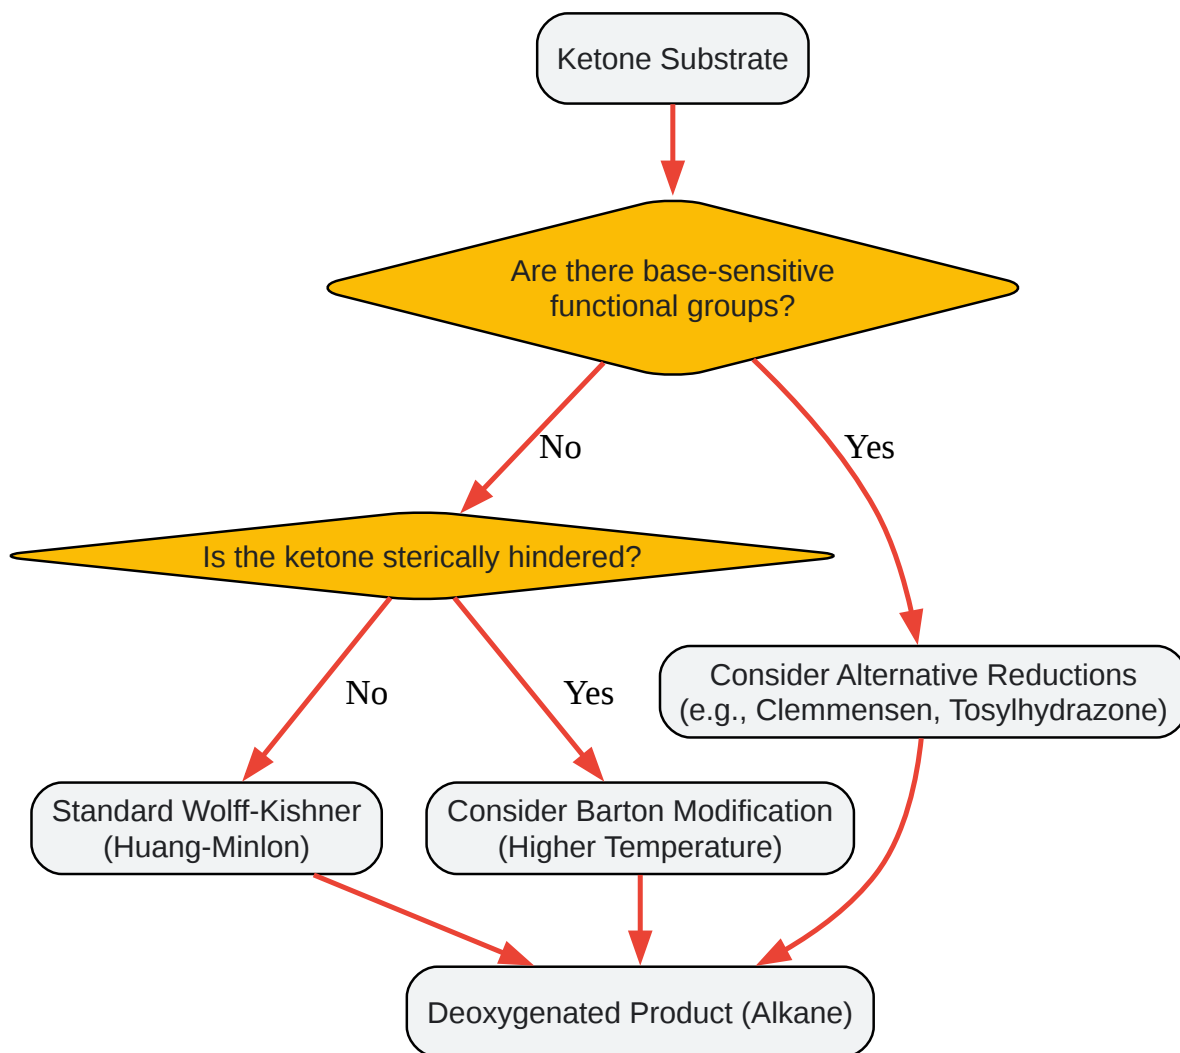 Ketone Substrate
Are there base-sensitive
functional groups?
No
Yes
Is the ketone sterically hindered?
Consider Alternative Reductions
(e.g., Clemmensen, Tosylhydrazone)
No
Yes
Standard Wolff-Kishner
(Huang-Minlon)
Consider Barton Modification
(Higher Temperature)
Deoxygenated Product (Alkane)